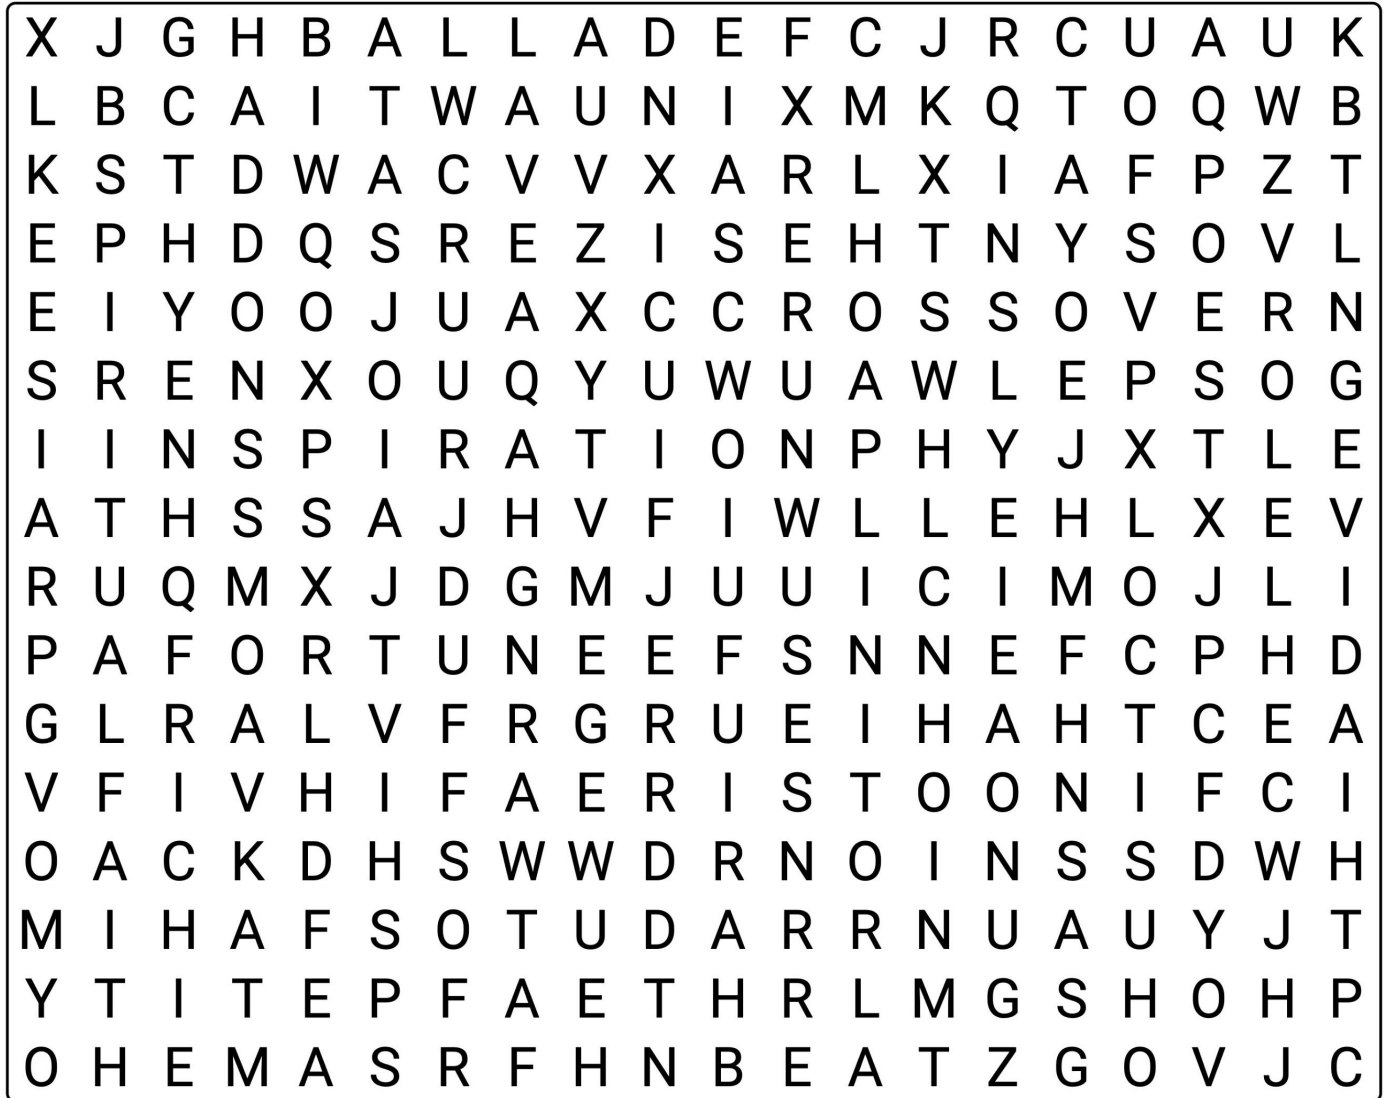 X J G H B A L L A D E F C J R C U A U K
L B C A I T W A U N I X M K Q T O Q W B
K S T D W A C V V X A R L X I A F P Z T
E P H D Q S R E Z I S E H T N Y S O V L
E I Y O O J U A X C C R O S S O V E R N
S R E N X O U Q Y U W U A W L E P S O G
I I N S P I R A T I O N P H Y J X T L E
A T H S S A J H V F I W L L E H L X E V
R U Q M X J D G M J U U I C I M O J L I
P A F O R T U N E E F S N N E F C P H D
G L R A L V F R G R U E I H A H T C E A
V F I V H I F A E R I S T O O N I F C I
O A C K D H S W W D R N O I N S S D W H
M I H A F S O T U D A R R N U A U Y J T
Y T I T E P F A E T H R L M G S H O H P
O H E M A S R F H N B E A T Z G O V J C